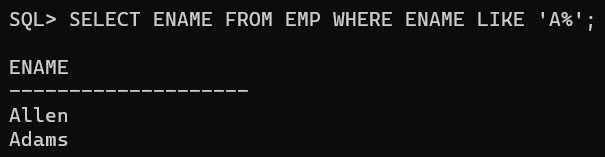 SQL> SELECT ENAME FROM EMP WHERE ENAME LIKE 'A%';
ENAME
--------------------
Allen
Adams